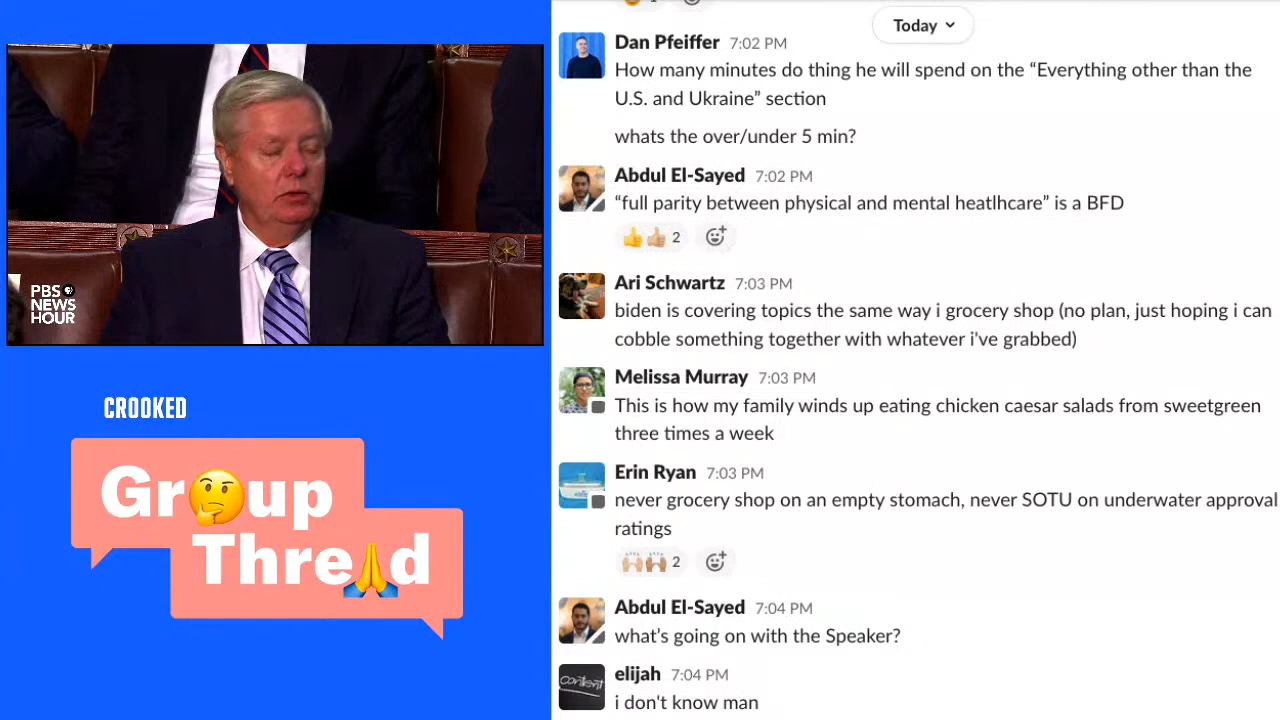 PBS
NEWS
HOUR
CROOKED
Gr🤔up
Thre🙏d
Today
Dan Pfeiffer 7:02 PM
How many minutes do thing he will spend on the “Everything other than the
U.S. and Ukraine” section
whats the over/under 5 min?
Abdul El-Sayed 7:02 PM
“full parity between physical and mental heatlhcare” is a BFD
2
Ari Schwartz 7:03 PM
biden is covering topics the same way i grocery shop (no plan, just hoping i can
cobble something together with whatever i've grabbed)
Melissa Murray 7:03 PM
This is how my family winds up eating chicken caesar salads from sweetgreen
three times a week
Erin Ryan 7:03 PM
never grocery shop on an empty stomach, never SOTU on underwater approval
ratings
2
Abdul El-Sayed 7:04 PM
what’s going on with the Speaker?
elijah 7:04 PM
content
i don't know man